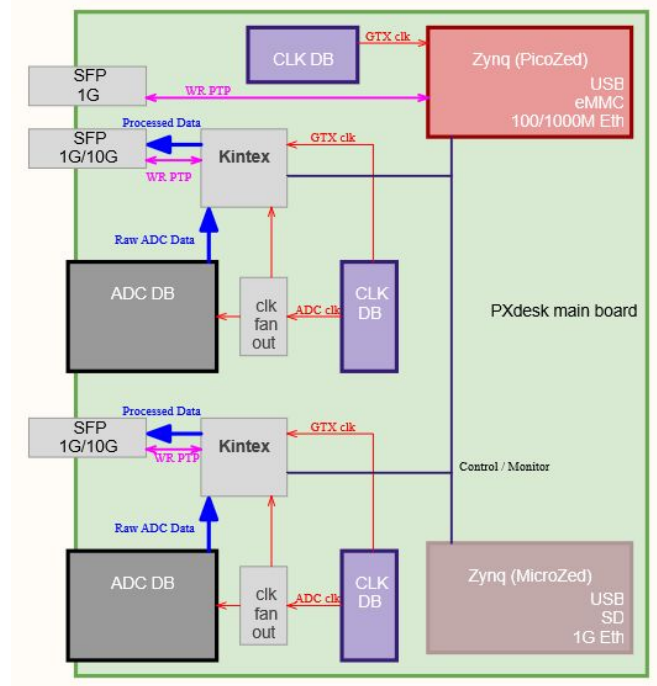 CLK DB
GTX clk
Zynq (PicoZed)
USB
eMMC
100/1000M Eth
SFP
1G
WR PTP
Processed Data
SFP
1G/10G
WR PTP
Kintex
GTX clk
Raw ADC Data
ADC DB
clk
fan
out
ADC clk
CLK
DB
PXdesk main board
Processed Data
SFP
1G/10G
WR PTP
Kintex
GTX clk
Control / Monitor
Raw ADC Data
ADC DB
clk
fan
out
ADC clk
CLK
DB
Zynq (MicroZed)
USB
SD
1G Eth